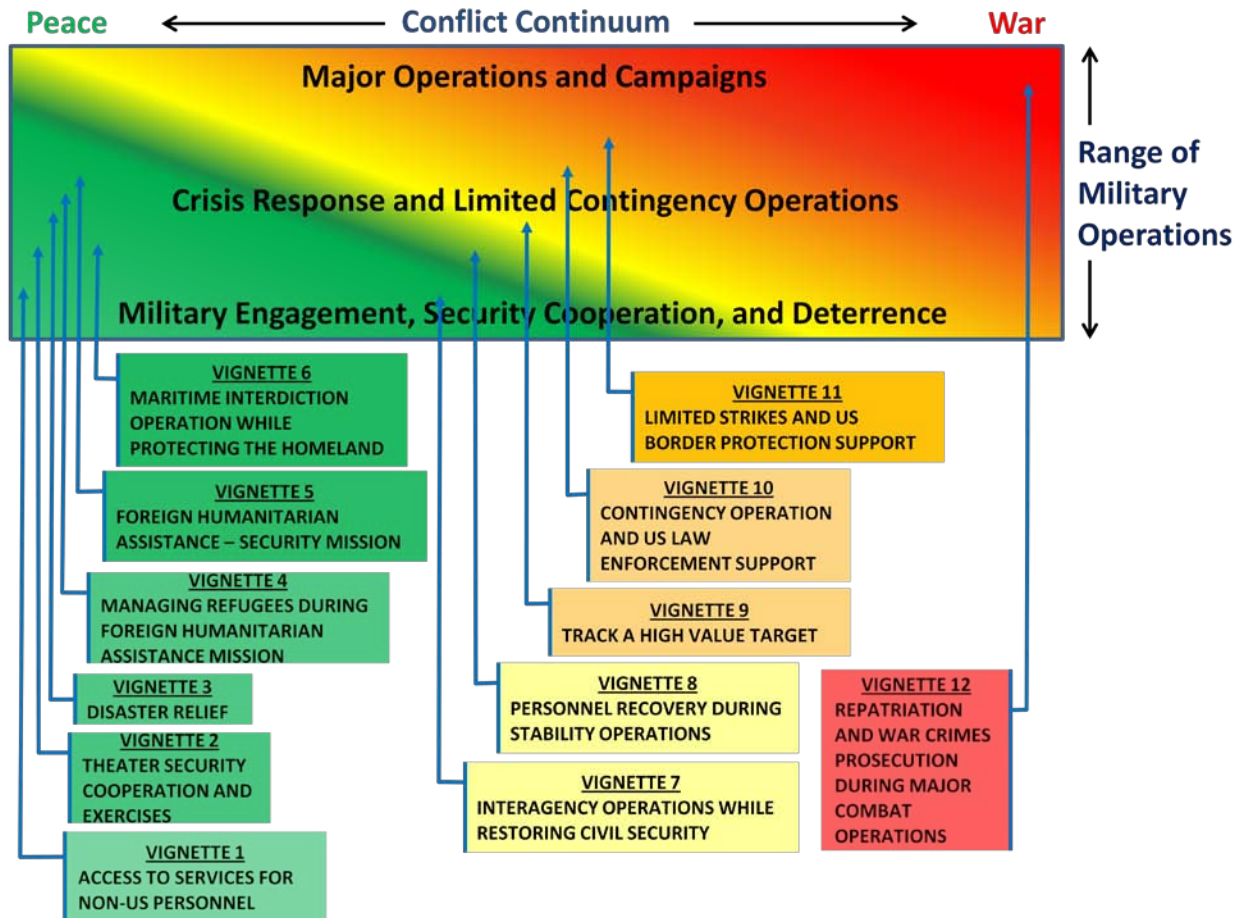 Peace
Conflict Continuum
War
Major Operations and Campaigns
Crisis Response and Limited Contingency Operations
Military Engagement, Security Cooperation, and Deterrence
Range of
Military
Operations
VIGNETTE 6
MARITIME INTERDICTION
OPERATION WHILE
PROTECTING THE HOMELAND
VIGNETTE 5
FOREIGN HUMANITARIAN
ASSISTANCE – SECURITY MISSION
VIGNETTE 4
MANAGING REFUGEES DURING
FOREIGN HUMANITARIAN
ASSISTANCE MISSION
VIGNETTE 3
DISASTER RELIEF
VIGNETTE 2
THEATER SECURITY
COOPERATION AND
EXERCISES
VIGNETTE 1
ACCESS TO SERVICES FOR
NON-US PERSONNEL
VIGNETTE 11
LIMITED STRIKES AND US
BORDER PROTECTION SUPPORT
VIGNETTE 10
CONTINGENCY OPERATION
AND US LAW
ENFORCEMENT SUPPORT
VIGNETTE 9
TRACK A HIGH VALUE TARGET
VIGNETTE 8
PERSONNEL RECOVERY DURING
STABILITY OPERATIONS
VIGNETTE 7
INTERAGENCY OPERATIONS WHILE
RESTORING CIVIL SECURITY
VIGNETTE 12
REPATRIATION
AND WAR CRIMES
PROSECUTION
DURING MAJOR
COMBAT
OPERATIONS